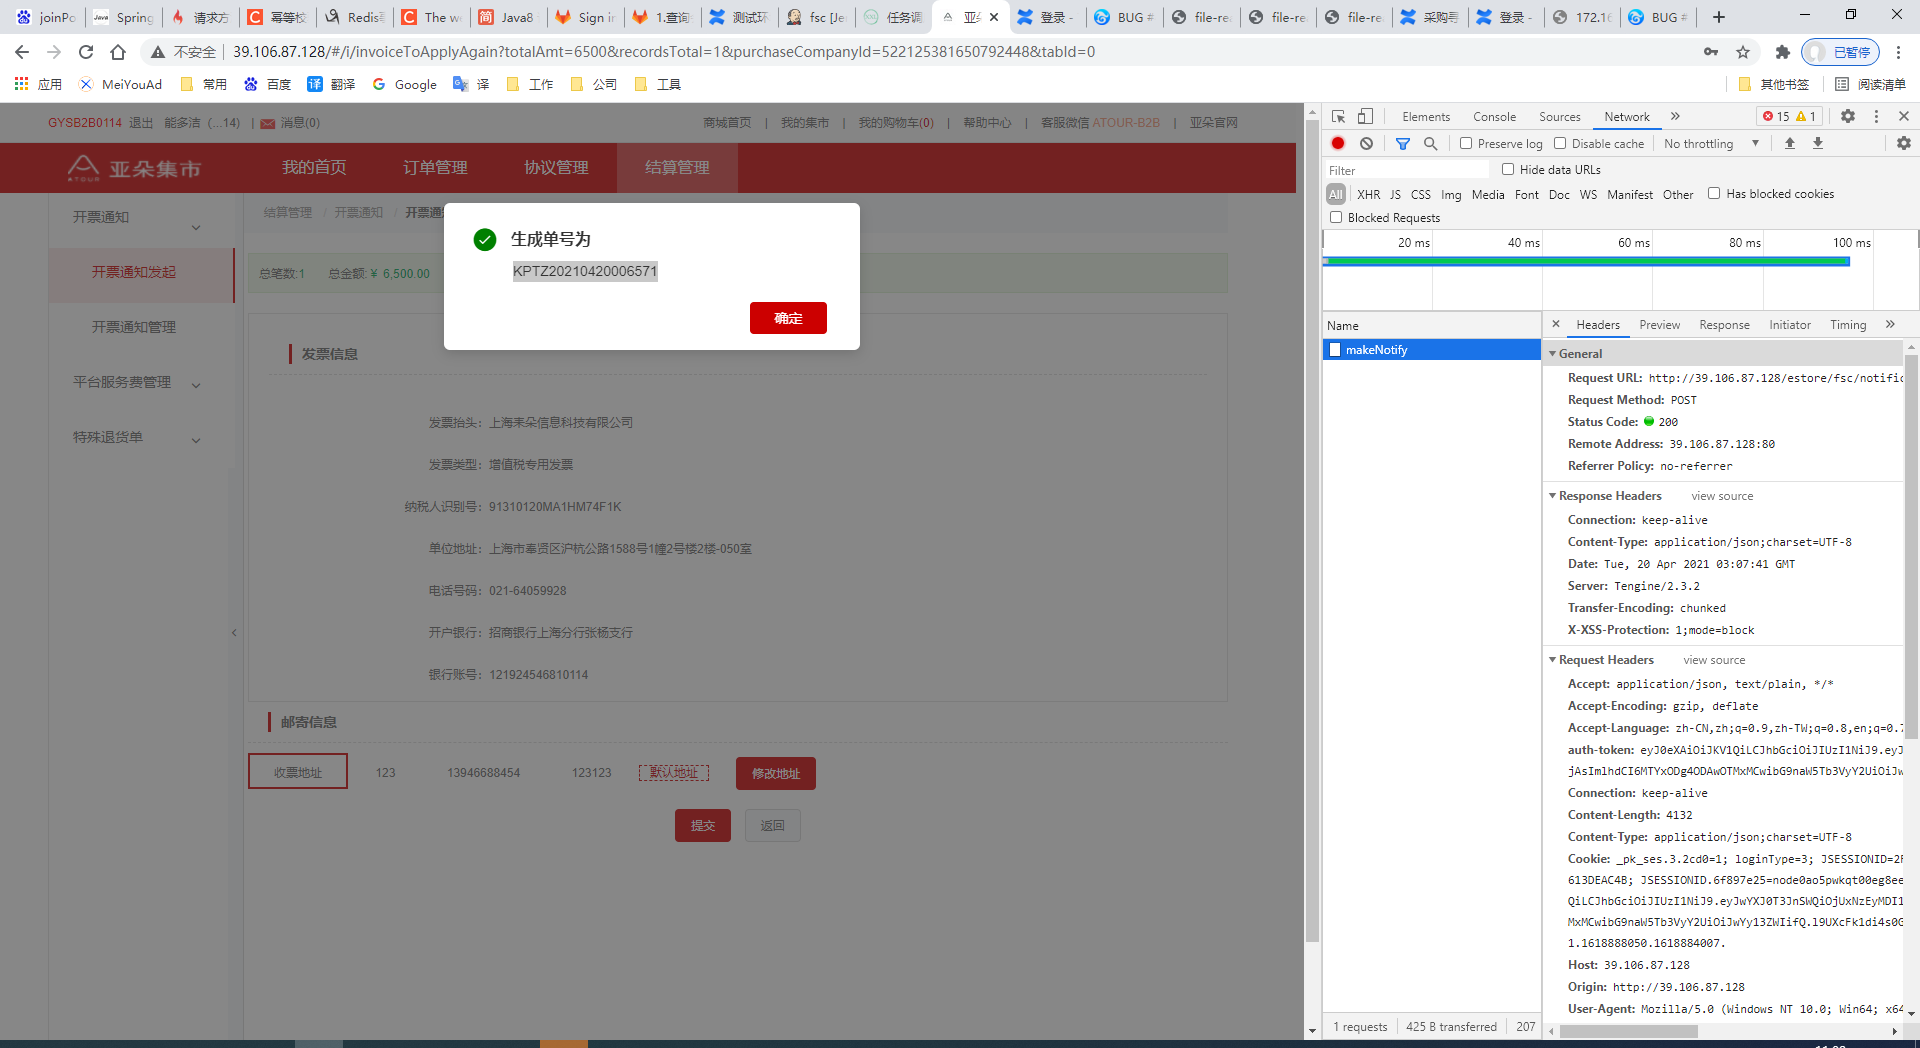 joinPo
Spring
请求方
幂等校
Redis
The w
Java8
Sign i
1.查询
测试环
fsc [Je
任务调
亚朵
登录 -
BUG #
file-re
file-re
file-re
采购寻
登录 -
172.16
BUG #
不安全
39.106.87.128/#/i/invoiceToApplyAgain?totalAmt=6500&recordsTotal=1&purchaseCompanyId=522125381650792448&tabId=0
已暂停
应用
MeiYouAd
常用
百度
翻译
Google
译
工作
公司
工具
其他书签
阅读清单
GYSB2B0114 退出 能多洁 (...14) | 消息(0)
商城首页 | 我的集市 | 我的购物车(0) | 帮助中心 | 客服微信 ATOUR-B2B | 亚朵官网
ATOUR 亚朵集市
我的首页
订单管理
协议管理
结算管理
开票通知
开票通知发起
开票通知管理
平台服务费管理
特殊退货单
结算管理 / 开票通知 / 开票通
总笔数:1 总金额:¥ 6,500.00
生成单号为
KPTZ20210420006571
确定
发票信息
发票抬头: 上海耒朵信息科技有限公司
发票类型: 增值税专用发票
纳税人识别号: 91310120MA1HM74F1K
单位地址: 上海市奉贤区沪杭公路1588号1幢2号楼2楼-050室
电话号码: 021-64059928
开户银行: 招商银行上海分行张杨支行
银行账号: 121924546810114
邮寄信息
收票地址 123 13946688454 123123 默认地址 修改地址
提交 返回
Elements Console Sources Network 15 1
Preserve log Disable cache No throttling
Filter Hide data URLs
All XHR JS CSS Img Media Font Doc WS Manifest Other Has blocked cookies
Blocked Requests
20 ms 40 ms 60 ms 80 ms 100 ms
Name
makeNotify
Headers Preview Response Initiator Timing
General
Request URL: http://39.106.87.128/estore/fsc/notific
Request Method: POST
Status Code: 200
Remote Address: 39.106.87.128:80
Referrer Policy: no-referrer
Response Headers view source
Connection: keep-alive
Content-Type: application/json;charset=UTF-8
Date: Tue, 20 Apr 2021 03:07:41 GMT
Server: Tengine/2.3.2
Transfer-Encoding: chunked
X-XSS-Protection: 1;mode=block
Request Headers view source
Accept: application/json, text/plain, */*
Accept-Encoding: gzip, deflate
Accept-Language: zh-CN,zh;q=0.9,zh-TW;q=0.8,en;q=0.7
auth-token: eyJ0eXAiOiJKV1QiLCJhbGciOiJIUzI1NiJ9.eyJ
jAsImlhdCI6MTYxODg4ODAwOTMxMCwibG9naW5Tb3VyY2UiOiJw
Connection: keep-alive
Content-Length: 4132
Content-Type: application/json;charset=UTF-8
Cookie: _pk_ses.3.2cd0=1; loginType=3; JSESSIONID=2F
613DEAC4B; JSESSIONID.6f897e25=node0ao5pwkqt00eg8ee
QiLCJhbGciOiJIUzI1NiJ9.eyJwYXJ0T3JnSWQiOjUxNzEyMDI1
MxMCwibG9naW5Tb3VyY2UiOiJwYy13ZWIifQ.l9UXcFk1di4s0G
1.1618888050.1618884007.
Host: 39.106.87.128
Origin: http://39.106.87.128
User-Agent: Mozilla/5.0 (Windows NT 10.0; Win64; x64
1 requests 425 B transferred 207